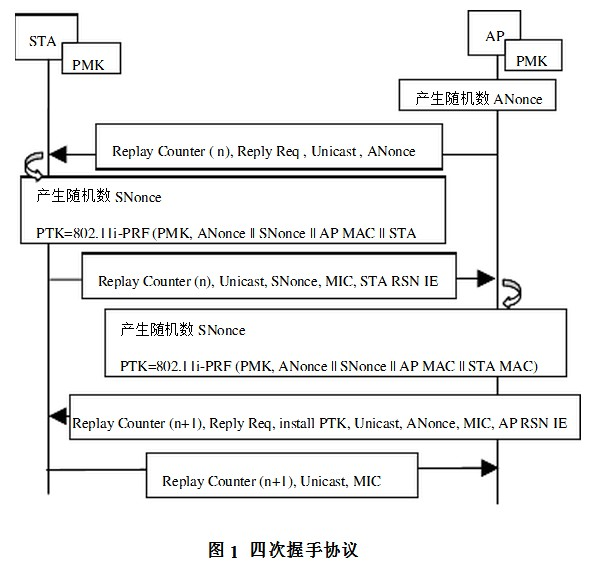 STA
PMK
AP
PMK
产生随机数 ANonce
Replay Counter ( n), Reply Req , Unicast , ANonce
产生随机数 SNonce
PTK=802.11i-PRF (PMK, ANonce || SNonce || AP MAC || STA
Replay Counter (n), Unicast, SNonce, MIC, STA RSN IE
产生随机数 SNonce
PTK=802.11i-PRF (PMK, ANonce || SNonce || AP MAC || STA MAC)
Replay Counter (n+1), Reply Req, install PTK, Unicast, ANonce, MIC, AP RSN IE
Replay Counter (n+1), Unicast, MIC
图 1 四次握手协议